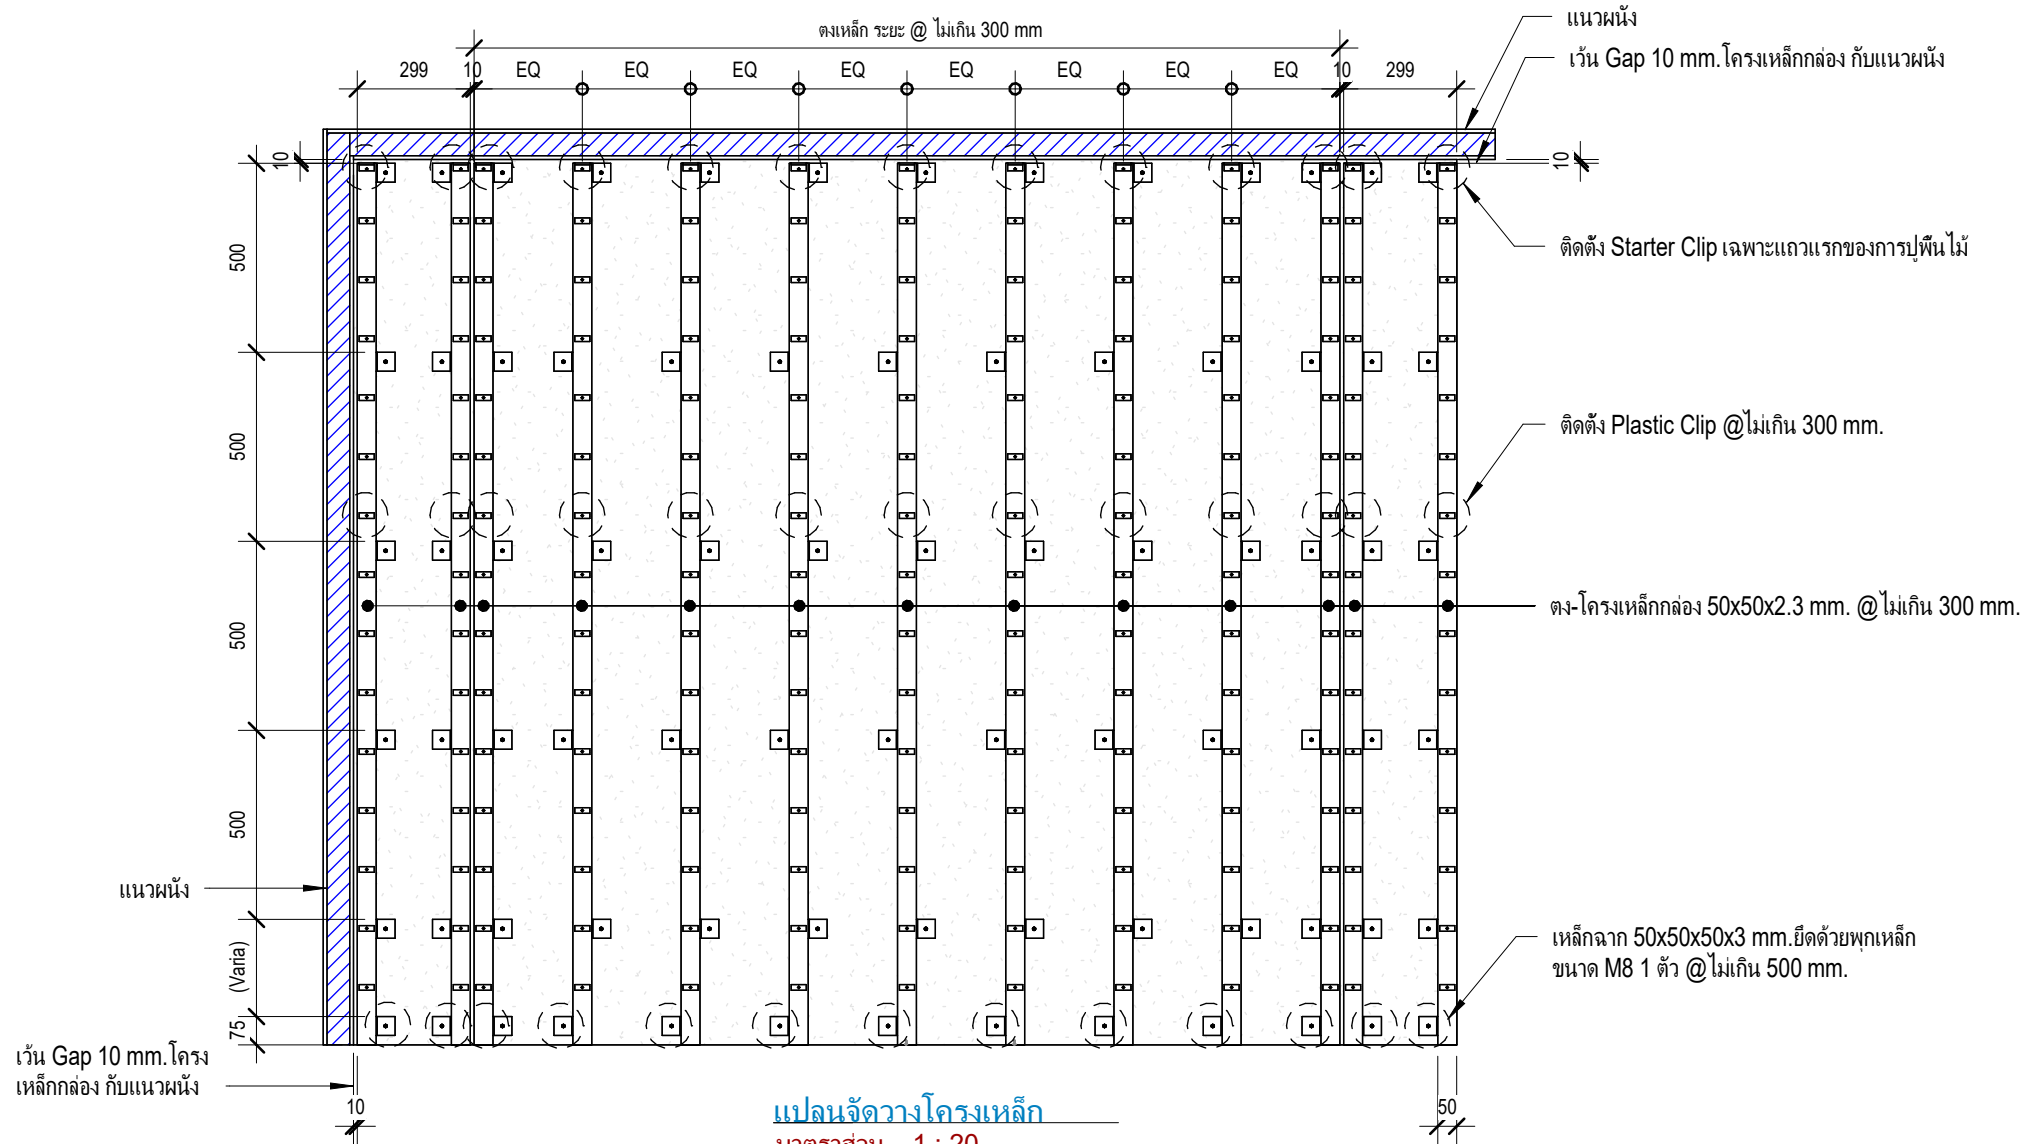 แนวผนัง
ตงเหล็ก ระยะ @ ไม่เกิน 300 mm
เว้น Gap 10 mm.โครงเหล็กกล่อง กับแนวผนัง
299 10 EQ EQ EQ EQ EQ EQ EQ EQ 10 299
10
10
ติดตั้ง Starter Clip เฉพาะแถวแรกของการปูพื้นไม้
500
ติดตั้ง Plastic Clip @ไม่เกิน 300 mm.
500
ตง-โครงเหล็กกล่อง 50x50x2.3 mm. @ไม่เกิน 300 mm.
500
500
แนวผนัง
เหล็กฉาก 50x50x50x3 mm.ยึดด้วยพุกเหล็ก
ขนาด M8 1 ตัว @ไม่เกิน 500 mm.
(Varia)
75
เว้น Gap 10 mm.โครง
เหล็กกล่อง กับแนวผนัง
10
50
แปลนจัดวางโครงเหล็ก
มาตราส่วน 1 : 20